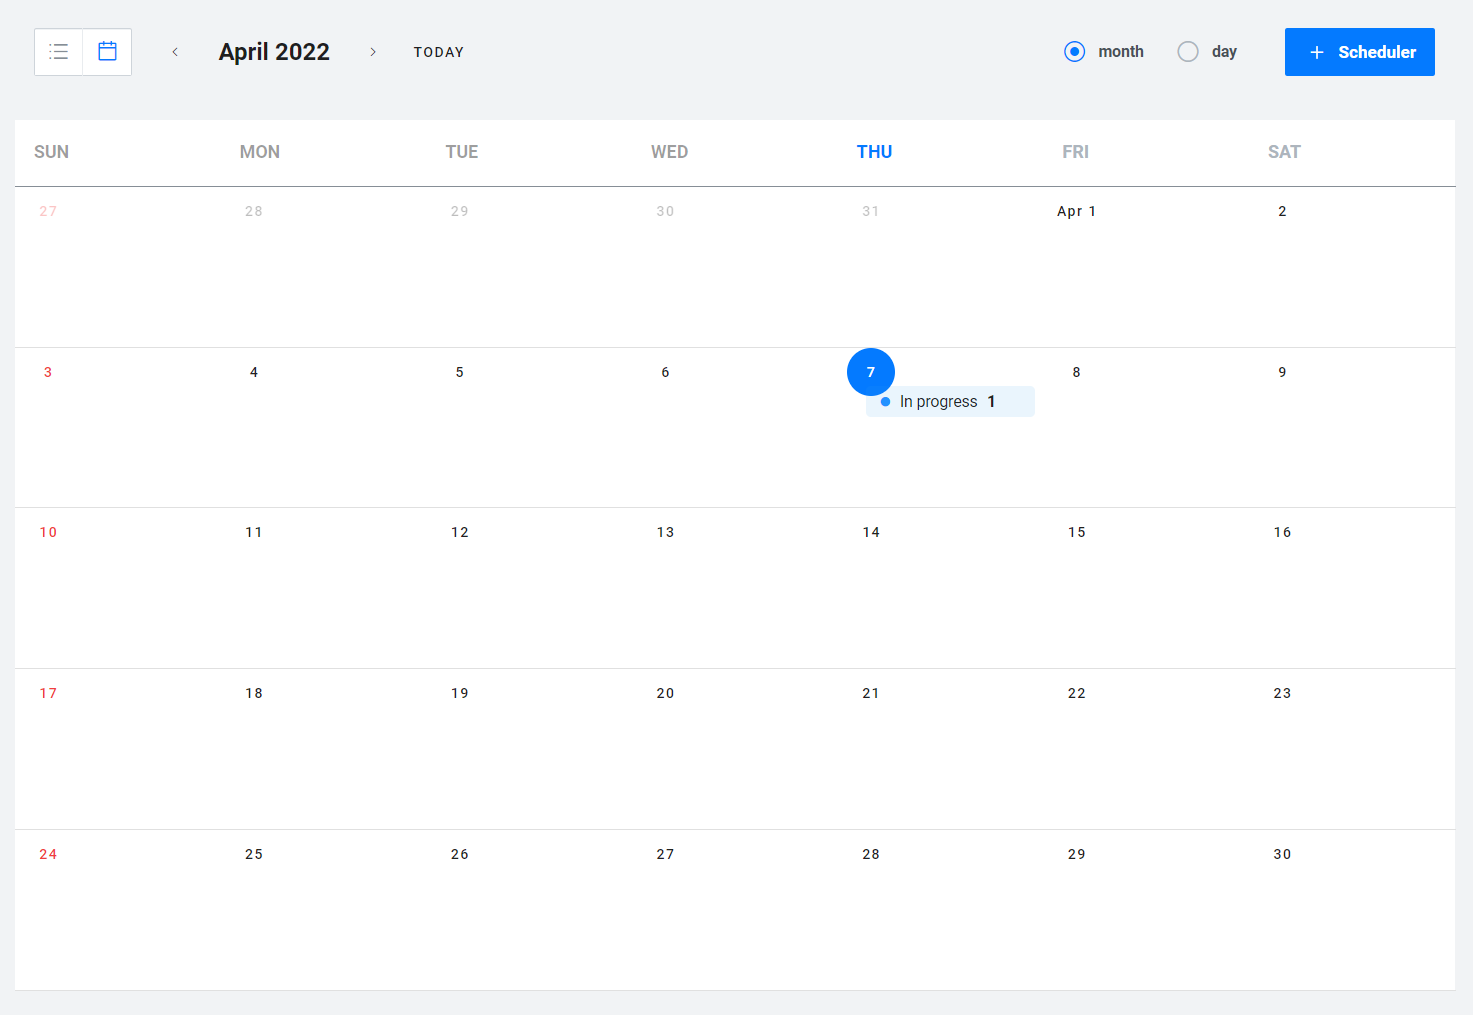 April 2022 TODAY month day + Scheduler
SUN MON TUE WED THU FRI SAT
27 28 29 30 31 Apr 1 2
3 4 5 6 7 8 9
In progress 1
10 11 12 13 14 15 16
17 18 19 20 21 22 23
24 25 26 27 28 29 30